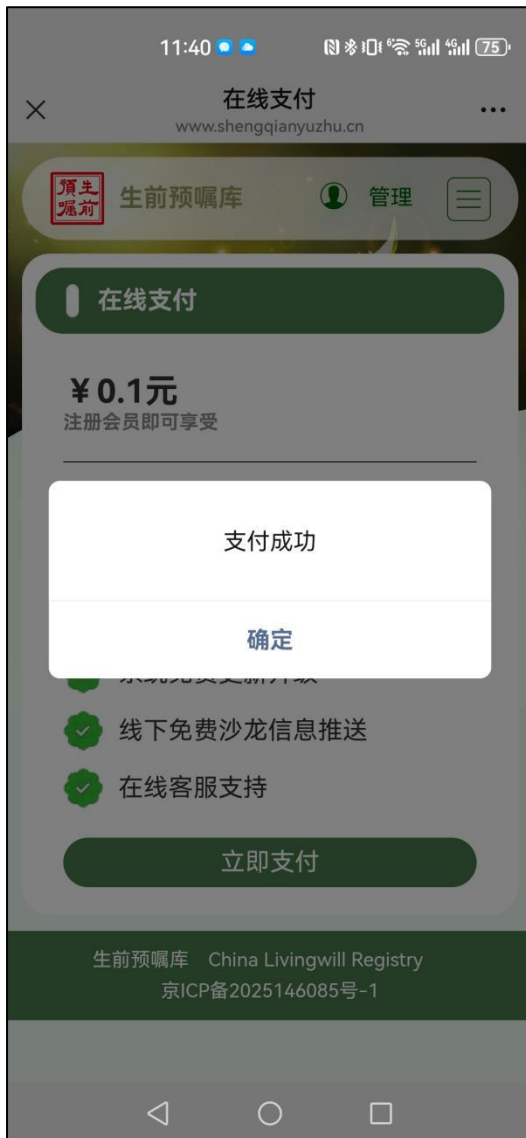 11:40 5G 4G 75
在线支付
www.shengqianyuzhu.cn
預生
嘱前
生前预嘱库 管理
在线支付
￥0.1元
注册会员即可享受
支付成功
确定
线下免费沙龙信息推送
在线客服支持
立即支付
生前预嘱库 China Livingwill Registry
京ICP备2025146085号-1